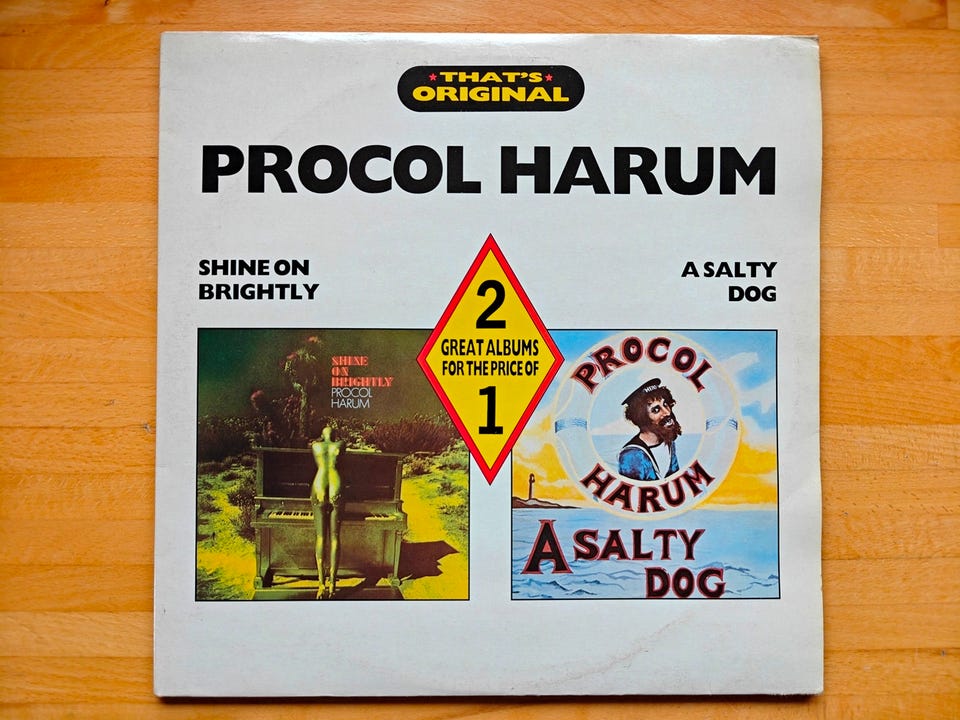 THAT'S
ORIGINAL
PROCOL HARUM
SHINE ON
BRIGHTLY
A SALTY
DOG
2
GREAT ALBUMS
FOR THE PRICE OF
1
SHINE
ON
BRIGHTLY
PROCOL
HARUM
PROCOL
HERO
HARUM
A SALTY
DOG